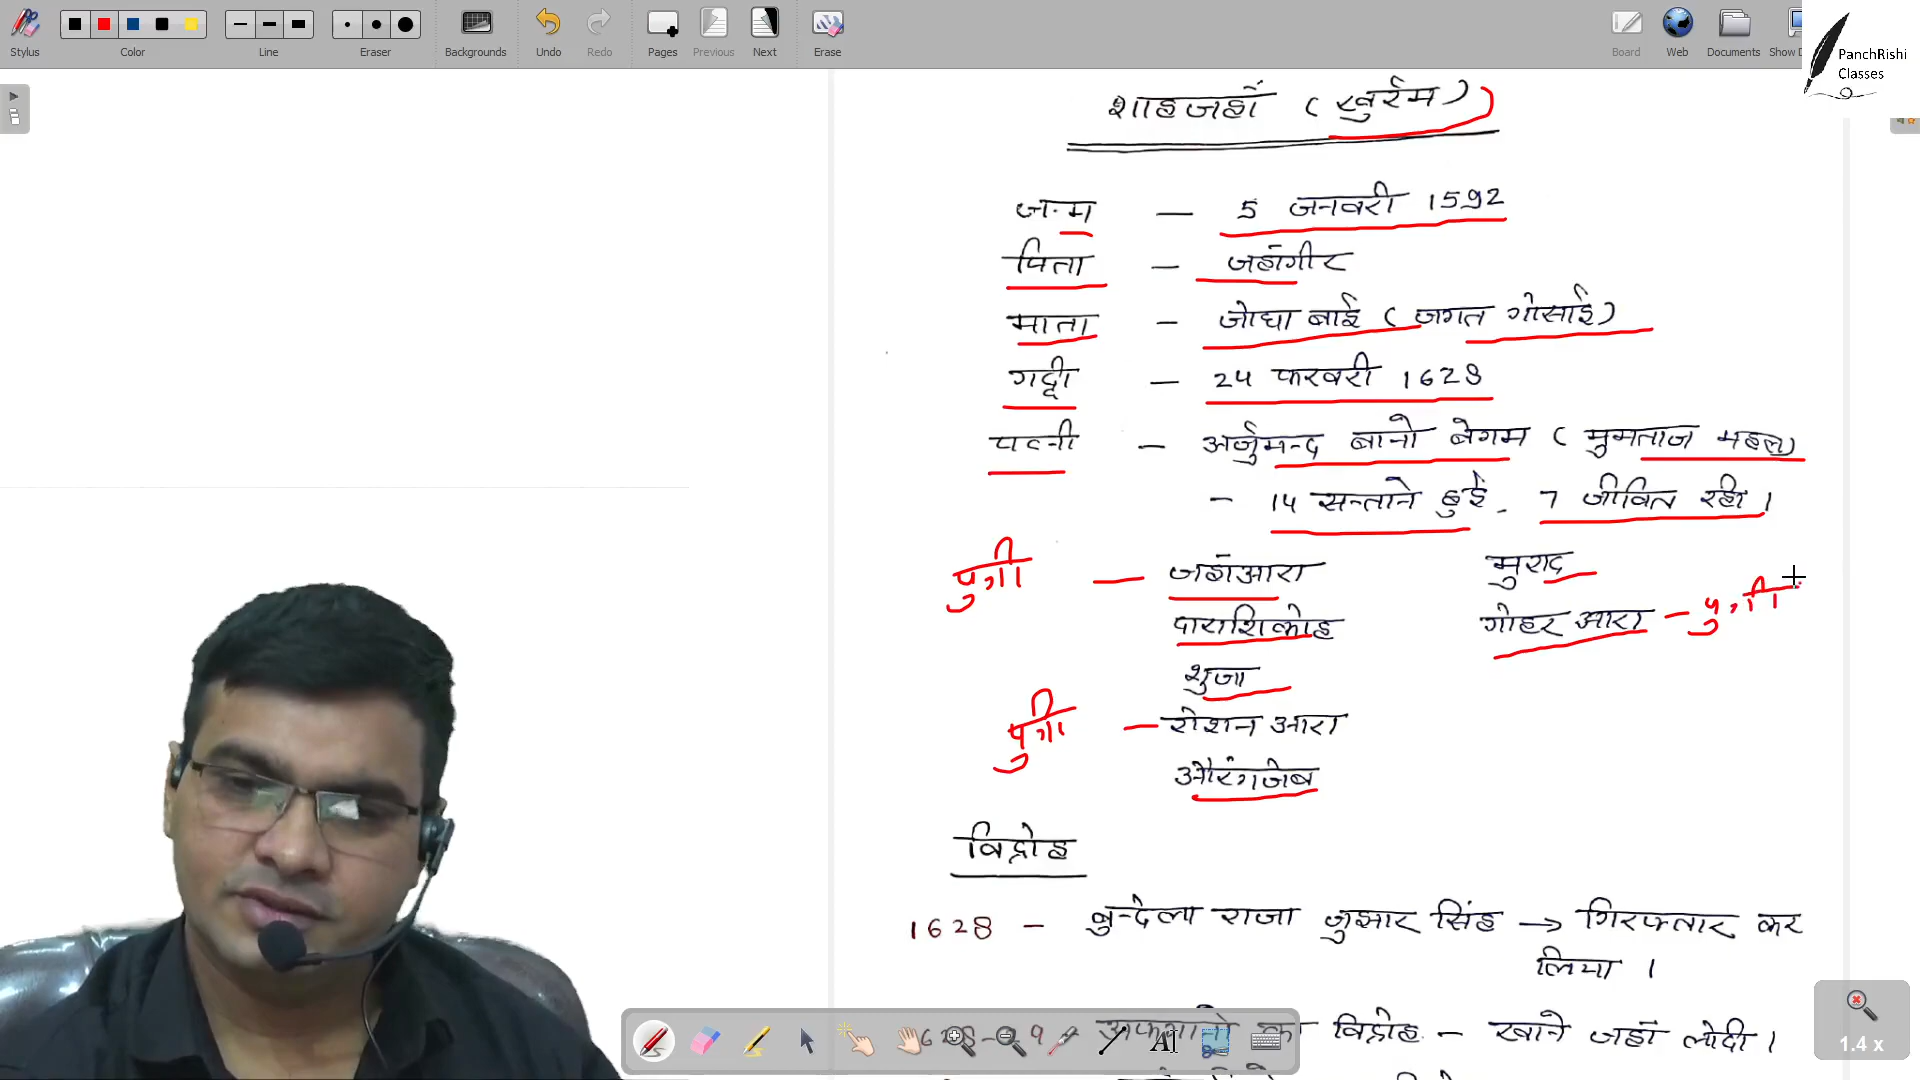 Stylus
Color
Line
Eraser
Backgrounds
Undo
Redo
Pages
Previous
Next
Erase
Board
Web
Documents
Show D
PanchRishi
Classes
शाहजहाँ (खुर्रम)
जन्म — 5 जनवरी 1592
पिता — जहांगीर
माता — जोधा बाई (जगत गोसाई)
गद्दी — 24 फरवरी 1628
पत्नी — अर्जुमन्द बानो बेगम (मुमताज महल)
- 14 सन्ताने हुई - 7 जीवित रही ।
पुत्री — जहांआरा
दाराशिकोह
शुजा
पुत्री — रोशन आरा
औरंगजेब
मुराद
गोहर आरा - पुत्री
विद्रोह
1628 — बुन्देला राजा जुझार सिंह → गिरफ्तार कर
लिया ।
अफगानो का विद्रोह - खाने जहाँ लोदी ।
1.4 x